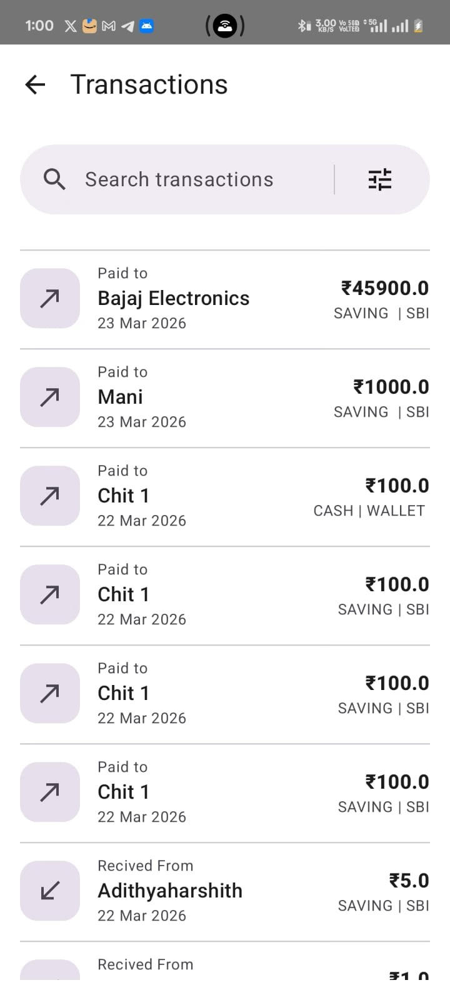 1:00
3.00 KB/S Vo 5GD VoLTED 5G
Transactions
Search transactions
Paid to
Bajaj Electronics
23 Mar 2026
₹45900.0
SAVING | SBI
Paid to
Mani
23 Mar 2026
₹1000.0
SAVING | SBI
Paid to
Chit 1
22 Mar 2026
₹100.0
CASH | WALLET
Paid to
Chit 1
22 Mar 2026
₹100.0
SAVING | SBI
Paid to
Chit 1
22 Mar 2026
₹100.0
SAVING | SBI
Paid to
Chit 1
22 Mar 2026
₹100.0
SAVING | SBI
Recived From
Adithyaharshith
22 Mar 2026
₹5.0
SAVING | SBI
Recived From
₹1.0